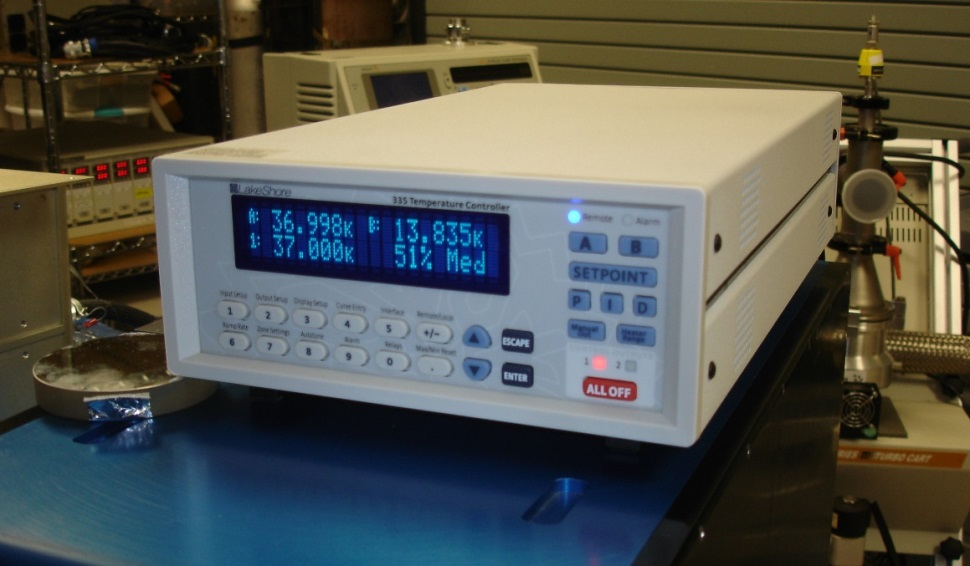 LakeShore
335 Temperature Controller
A: 36.998K B: 13.835K
1: 37.000K 51% Med
Remote Alarm
A B
SETPOINT
P I D
Manual Out Heater Range
Input Setup Output Setup Display Setup Curve Entry Interface Remote/Local
1 2 3 4 5 +/-
ESCAPE
Ramp Rate Zone Settings Autotune Alarm Relays Max/Min Reset
6 7 8 9 0 .
ENTER
1 2
ALL OFF
TURBO CART